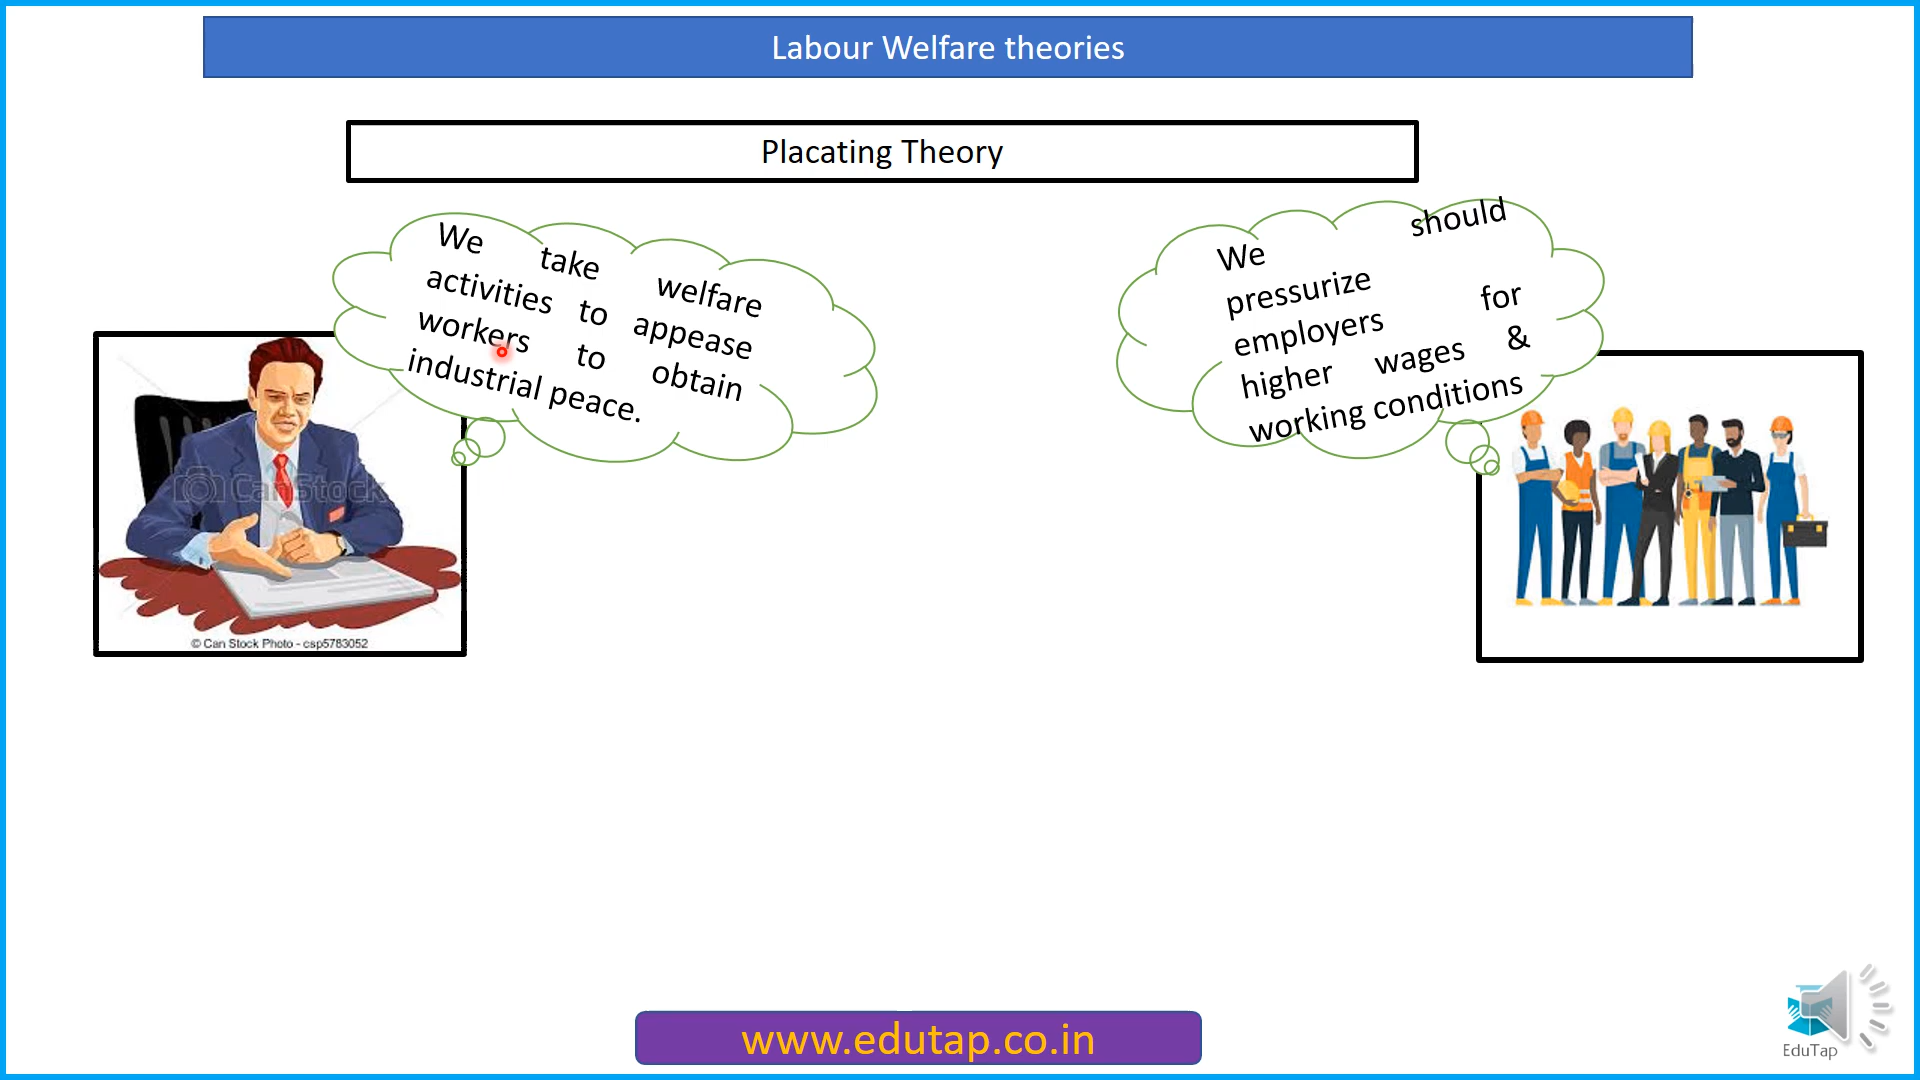 Labour Welfare theories
Placating Theory
We take welfare
activities to appease
workers to obtain
industrial peace.
We should
pressurize
employers for
higher wages &
working conditions
CanStock
© Can Stock Photo - csp5783052
www.edutap.co.in
EduTap